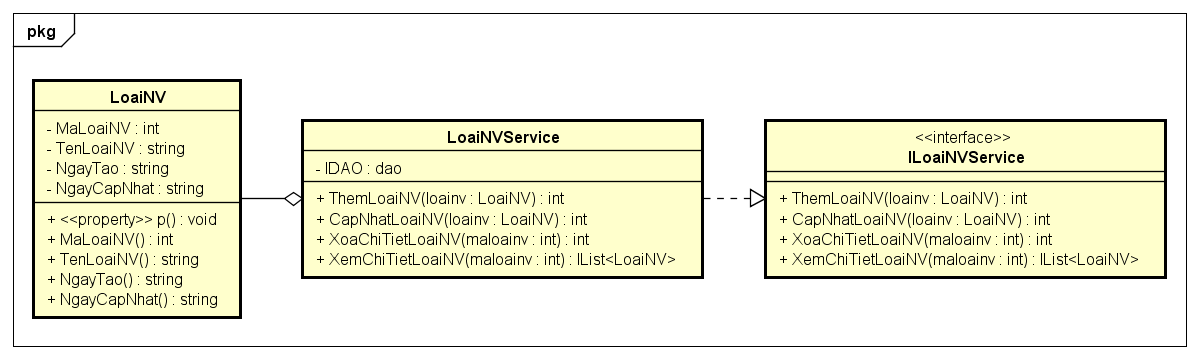 pkg
LoaiNV
- MaLoaiNV : int
- TenLoaiNV : string
- NgayTao : string
- NgayCapNhat : string
+ <<property>> p() : void
+ MaLoaiNV() : int
+ TenLoaiNV() : string
+ NgayTao() : string
+ NgayCapNhat() : string
LoaiNVService
- IDAO : dao
+ ThemLoaiNV(loainv : LoaiNV) : int
+ CapNhatLoaiNV(loainv : LoaiNV) : int
+ XoaChiTietLoaiNV(maloainv : int) : int
+ XemChiTietLoaiNV(maloainv : int) : IList<LoaiNV>
<<interface>>
ILoaiNVService
+ ThemLoaiNV(loainv : LoaiNV) : int
+ CapNhatLoaiNV(loainv : LoaiNV) : int
+ XoaChiTietLoaiNV(maloainv : int) : int
+ XemChiTietLoaiNV(maloainv : int) : IList<LoaiNV>